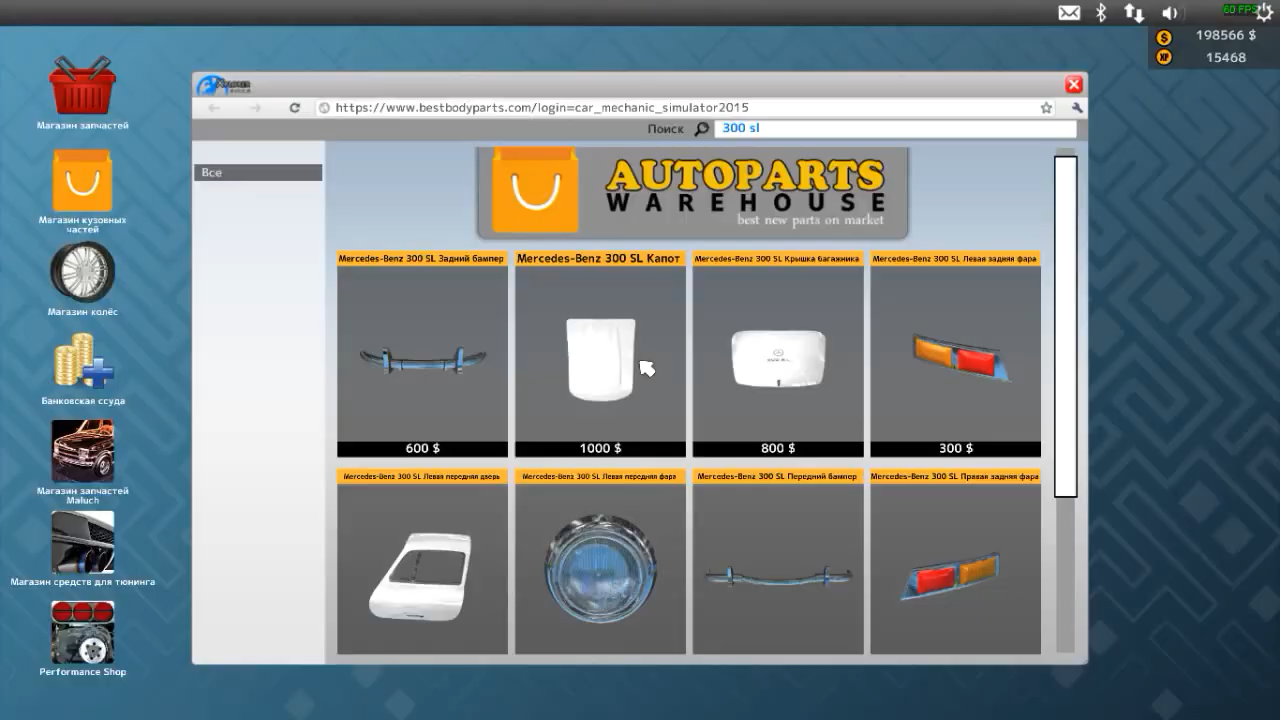 60 FPS
198566 $
15468
https://www.bestbodyparts.com/login=car_mechanic_simulator2015
Поиск
300 sl
Магазин запчастей
Магазин кузовных
частей
Магазин колёс
Банковская ссуда
Магазин запчастей
Maluch
Магазин средств для тюнинга
Performance Shop
Все
AUTOPARTS
WAREHOUSE
best new parts on market
Mercedes-Benz 300 SL Задний бампер
Mercedes-Benz 300 SL Капот
Mercedes-Benz 300 SL Крышка багажника
Mercedes-Benz 300 SL Левая задняя фара
600 $
1000 $
800 $
300 $
Mercedes-Benz 300 SL Левая передняя дверь
Mercedes-Benz 300 SL Левая передняя фара
Mercedes-Benz 300 SL Передний бампер
Mercedes-Benz 300 SL Правая задняя фара